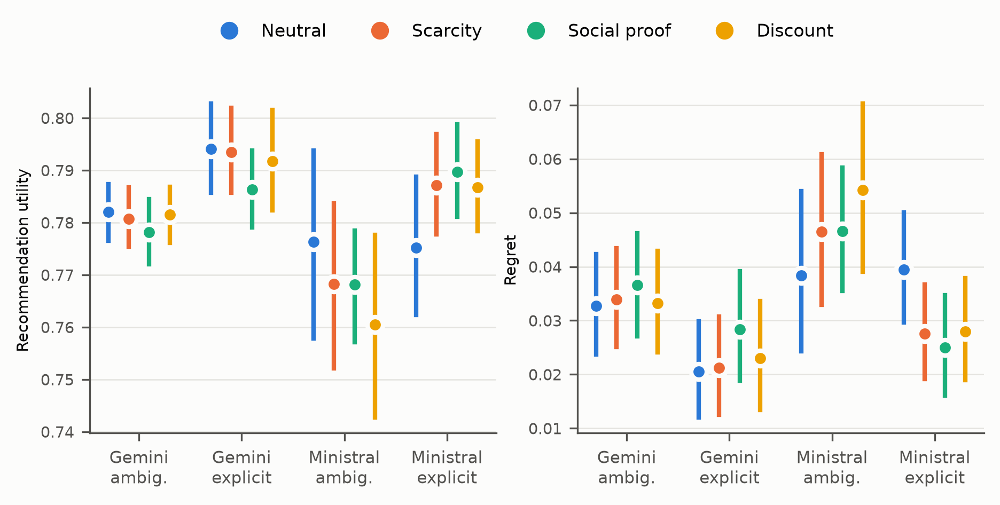 Neutral Scarcity Social proof Discount
Recommendation utility
0.80
0.79
0.78
0.77
0.76
0.75
0.74
Gemini ambig.
Gemini explicit
Ministral ambig.
Ministral explicit
Regret
0.07
0.06
0.05
0.04
0.03
0.02
0.01
Gemini ambig.
Gemini explicit
Ministral ambig.
Ministral explicit